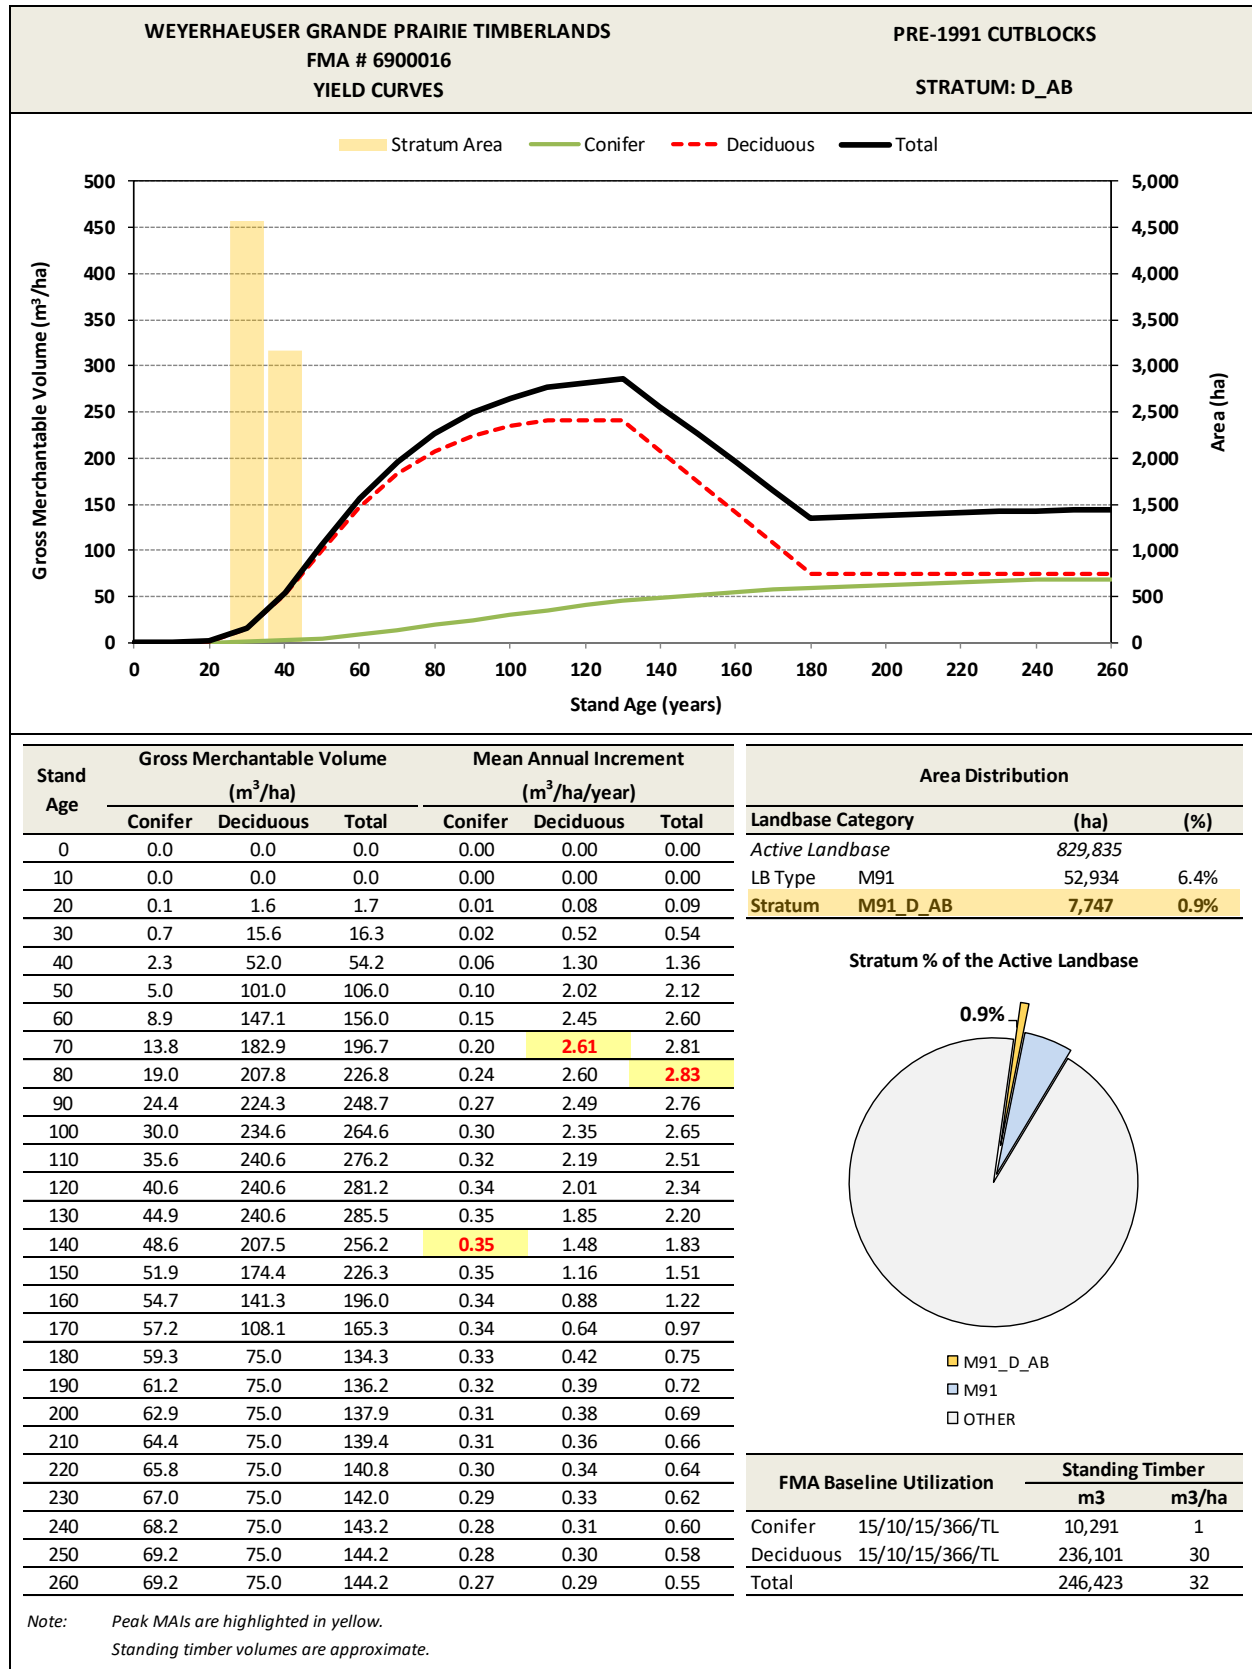 WEYERHAEUSER GRANDE PRAIRIE TIMBERLANDS
FMA # 6900016
YIELD CURVES
PRE-1991 CUTBLOCKS
STRATUM: D_AB
Stratum Area Conifer Deciduous Total
500 5,000
450 4,500
400 4,000
350 3,500
300 3,000
250 2,500
200 2,000
150 1,500
100 1,000
50 500
0 0
0 20 40 60 80 100 120 140 160 180 200 220 240 260
Gross Merchantable Volume (m³/ha)
Area (ha)
Stand Age (years)
Stand Age Gross Merchantable Volume (m³/ha) Mean Annual Increment (m³/ha/year)
Conifer Deciduous Total Conifer Deciduous Total
0 0.0 0.0 0.0 0.00 0.00 0.00
10 0.0 0.0 0.0 0.00 0.00 0.00
20 0.1 1.6 1.7 0.01 0.08 0.09
30 0.7 15.6 16.3 0.02 0.52 0.54
40 2.3 52.0 54.2 0.06 1.30 1.36
50 5.0 101.0 106.0 0.10 2.02 2.12
60 8.9 147.1 156.0 0.15 2.45 2.60
70 13.8 182.9 196.7 0.20 2.61 2.81
80 19.0 207.8 226.8 0.24 2.60 2.83
90 24.4 224.3 248.7 0.27 2.49 2.76
100 30.0 234.6 264.6 0.30 2.35 2.65
110 35.6 240.6 276.2 0.32 2.19 2.51
120 40.6 240.6 281.2 0.34 2.01 2.34
130 44.9 240.6 285.5 0.35 1.85 2.20
140 48.6 207.5 256.2 0.35 1.48 1.83
150 51.9 174.4 226.3 0.35 1.16 1.51
160 54.7 141.3 196.0 0.34 0.88 1.22
170 57.2 108.1 165.3 0.34 0.64 0.97
180 59.3 75.0 134.3 0.33 0.42 0.75
190 61.2 75.0 136.2 0.32 0.39 0.72
200 62.9 75.0 137.9 0.31 0.38 0.69
210 64.4 75.0 139.4 0.31 0.36 0.66
220 65.8 75.0 140.8 0.30 0.34 0.64
230 67.0 75.0 142.0 0.29 0.33 0.62
240 68.2 75.0 143.2 0.28 0.31 0.60
250 69.2 75.0 144.2 0.28 0.30 0.58
260 69.2 75.0 144.2 0.27 0.29 0.55
Area Distribution
Landbase Category (ha) (%)
Active Landbase 829,835
LB Type M91 52,934 6.4%
Stratum M91_D_AB 7,747 0.9%
Stratum % of the Active Landbase
0.9%
M91_D_AB
M91
OTHER
FMA Baseline Utilization Standing Timber
m3 m3/ha
Conifer 15/10/15/366/TL 10,291 1
Deciduous 15/10/15/366/TL 236,101 30
Total 246,423 32
Note: Peak MAIs are highlighted in yellow.
Standing timber volumes are approximate.